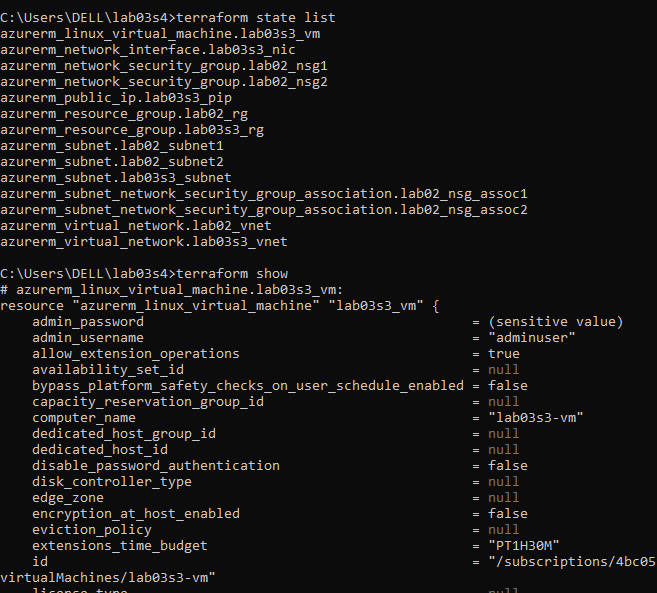 C:\Users\DELL\lab03s4>terraform state list
azurerm_linux_virtual_machine.lab03s3_vm
azurerm_network_interface.lab03s3_nic
azurerm_network_security_group.lab02_nsg1
azurerm_network_security_group.lab02_nsg2
azurerm_public_ip.lab03s3_pip
azurerm_resource_group.lab02_rg
azurerm_resource_group.lab03s3_rg
azurerm_subnet.lab02_subnet1
azurerm_subnet.lab02_subnet2
azurerm_subnet.lab03s3_subnet
azurerm_subnet_network_security_group_association.lab02_nsg_assoc1
azurerm_subnet_network_security_group_association.lab02_nsg_assoc2
azurerm_virtual_network.lab02_vnet
azurerm_virtual_network.lab03s3_vnet
C:\Users\DELL\lab03s4>terraform show
# azurerm_linux_virtual_machine.lab03s3_vm:
resource "azurerm_linux_virtual_machine" "lab03s3_vm" {
    admin_password                                         = (sensitive value)
    admin_username                                         = "adminuser"
    allow_extension_operations                             = true
    availability_set_id                                    = null
    bypass_platform_safety_checks_on_user_schedule_enabled = false
    capacity_reservation_group_id                          = null
    computer_name                                          = "lab03s3-vm"
    dedicated_host_group_id                                = null
    dedicated_host_id                                      = null
    disable_password_authentication                        = false
    disk_controller_type                                   = null
    edge_zone                                              = null
    encryption_at_host_enabled                             = false
    eviction_policy                                        = null
    extensions_time_budget                                 = "PT1H30M"
    id                                                     = "/subscriptions/4bc05
virtualMachines/lab03s3-vm"
    license_type                                           = null